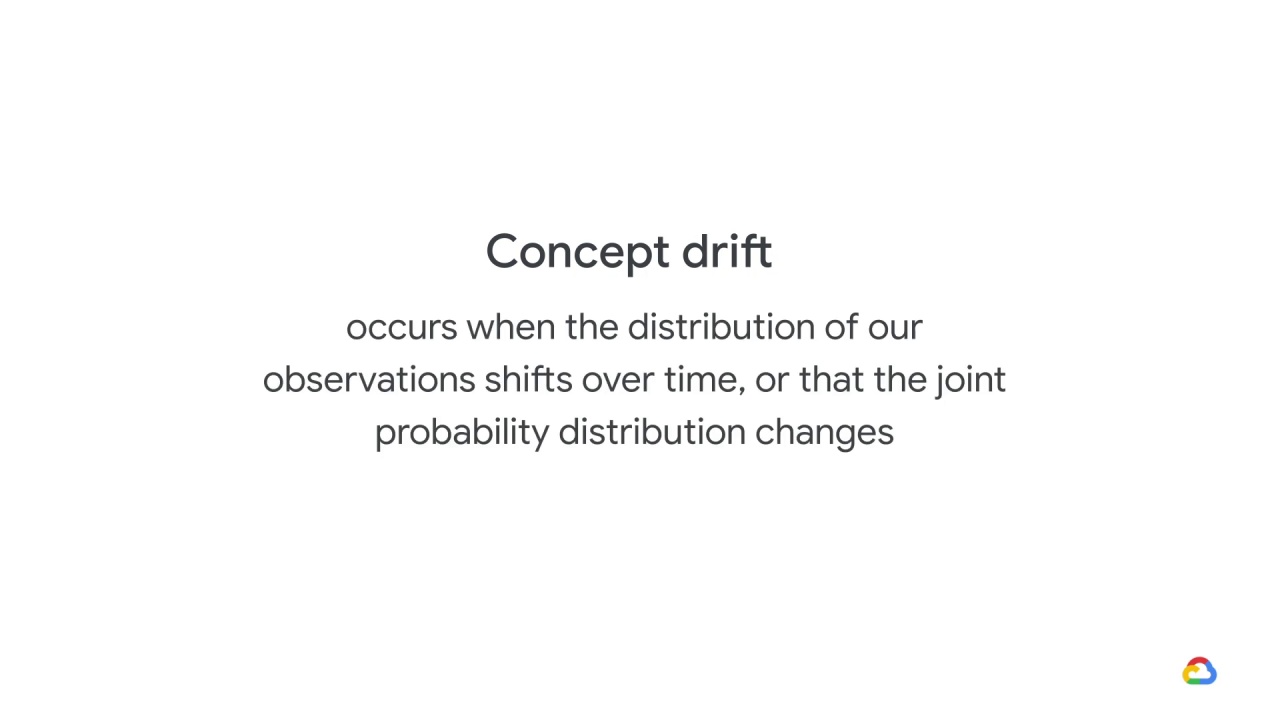 Concept drift
occurs when the distribution of our
observations shifts over time, or that the joint
probability distribution changes